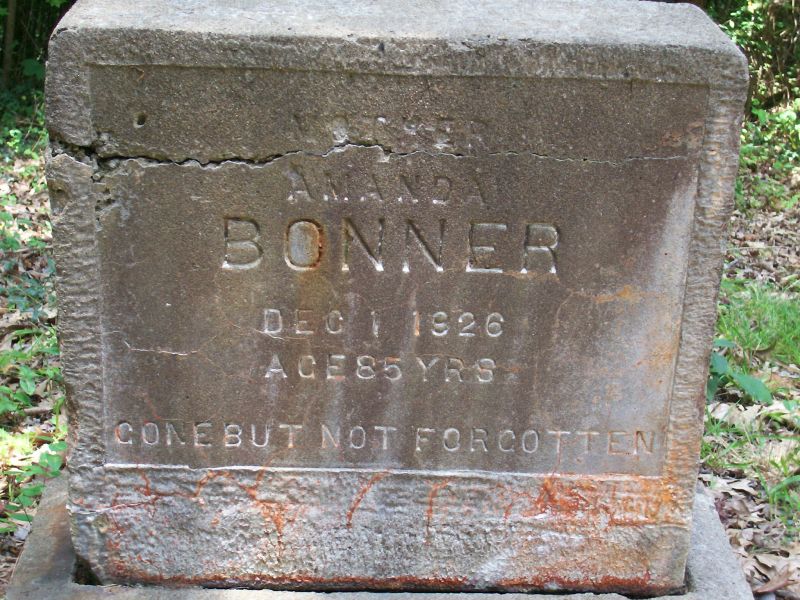 MOTHER
AMANDA
BONNER
DEC 1 1926
AGE 85 YRS
GONE BUT NOT FORGOTTEN